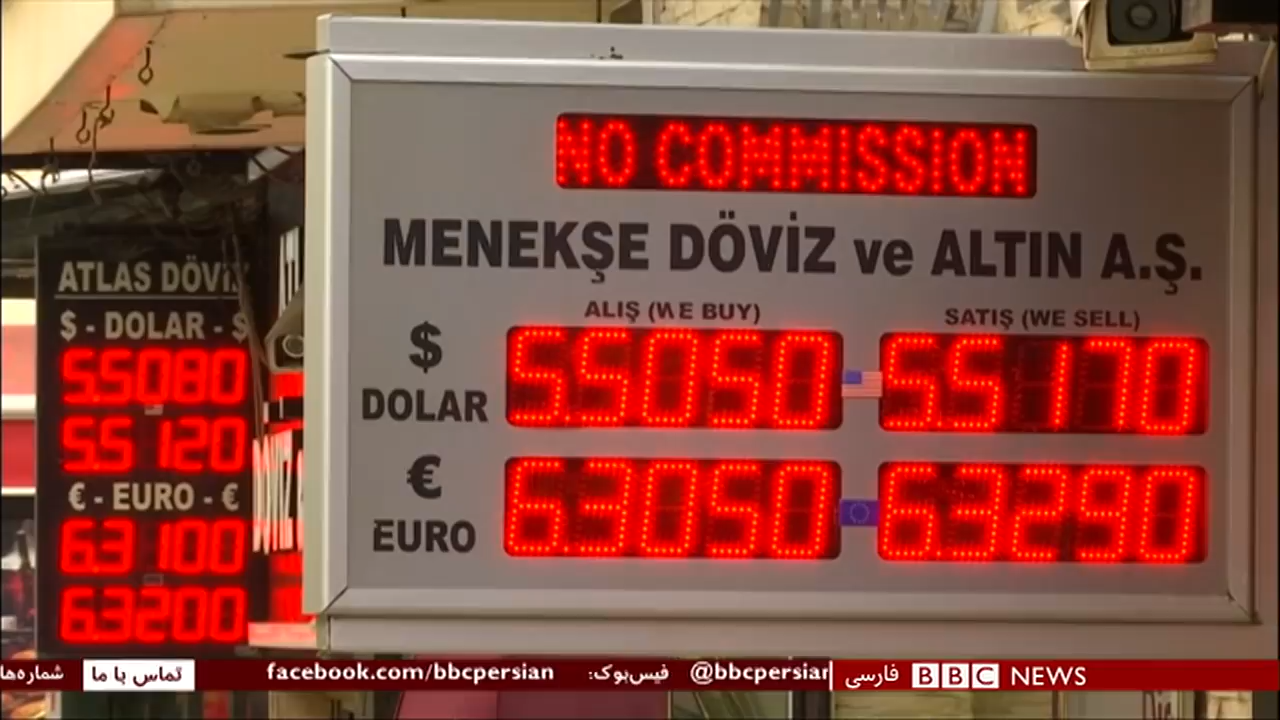 NO COMMISSION
MENEKŞE DÖVİZ ve ALTIN A.Ş.
ALIŞ (WE BUY)
SATIŞ (WE SELL)
$
DOLAR
5.5050
5.5170
€
EURO
6.3050
6.3290
ATLAS DÖVİZ
$ - DOLAR - $
5.5080
5.5120
€ - EURO - €
6.3100
6.3200
DÖVİZ
شماره‌ها
تماس با ما
facebook.com/bbcpersian
فیس‌بوک:
@bbcpersian
فارسی
BBC NEWS